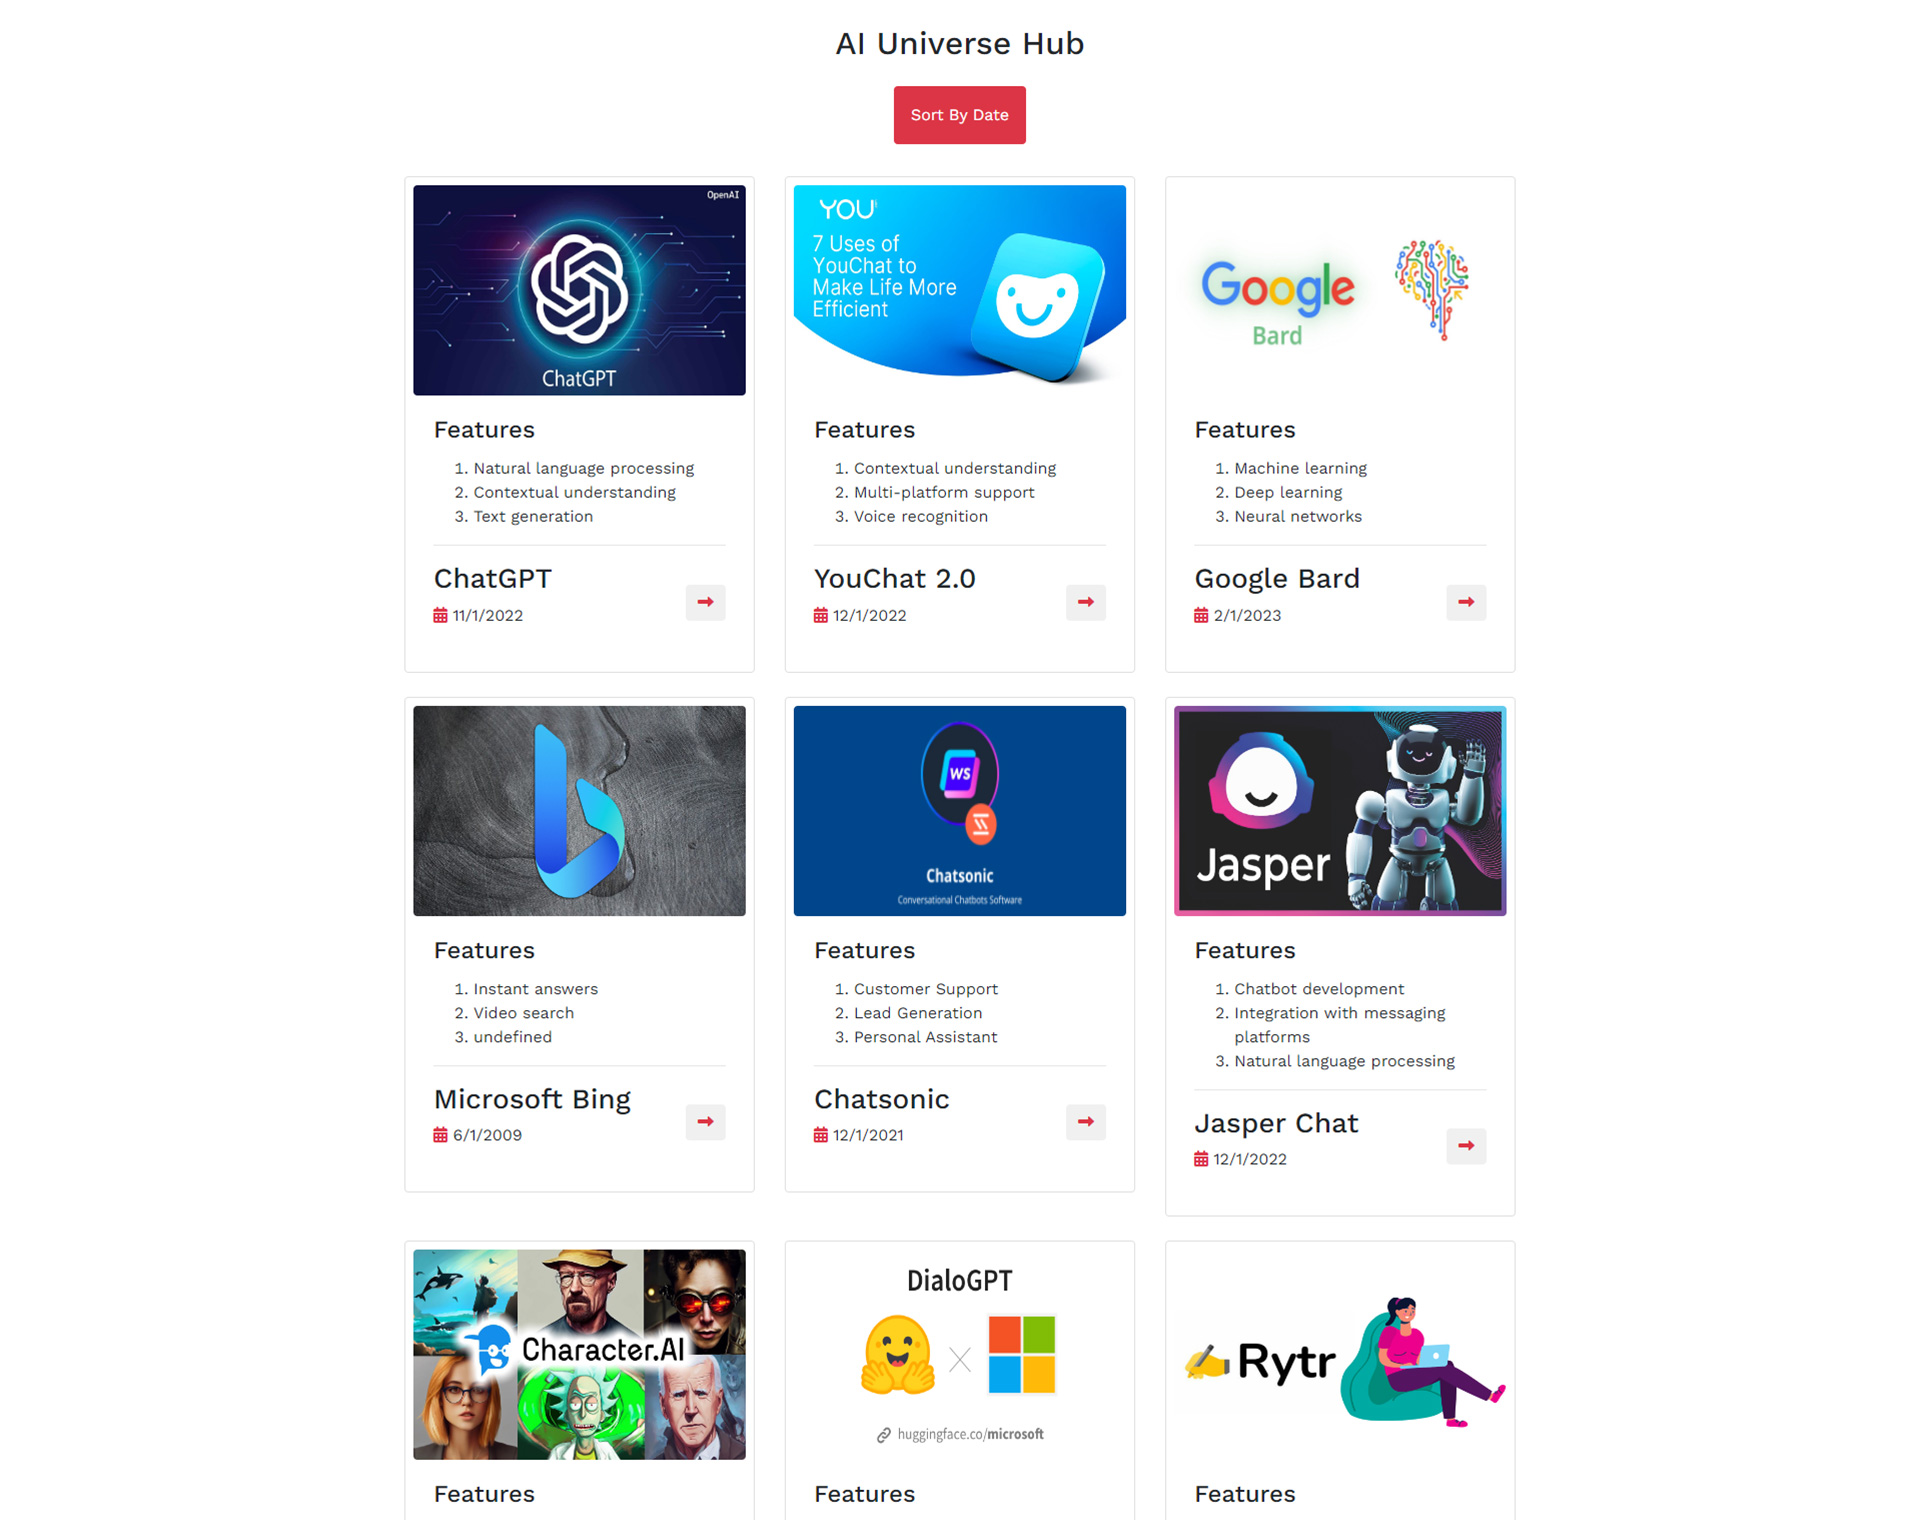 AI Universe Hub
Sort By Date
OpenAI
ChatGPT
Features
1. Natural language processing
2. Contextual understanding
3. Text generation
ChatGPT
11/1/2022
YOU
7 Uses of
YouChat to
Make Life More
Efficient
Features
1. Contextual understanding
2. Multi-platform support
3. Voice recognition
YouChat 2.0
12/1/2022
Google
Bard
Features
1. Machine learning
2. Deep learning
3. Neural networks
Google Bard
2/1/2023
Features
1. Instant answers
2. Video search
3. undefined
Microsoft Bing
6/1/2009
WS
Chatsonic
Conversational Chatbots Software
Features
1. Customer Support
2. Lead Generation
3. Personal Assistant
Chatsonic
12/1/2021
Jasper
Features
1. Chatbot development
2. Integration with messaging
platforms
3. Natural language processing
Jasper Chat
12/1/2022
Character.AI
Features
DialoGPT
huggingface.co/microsoft
Features
Rytr
Features